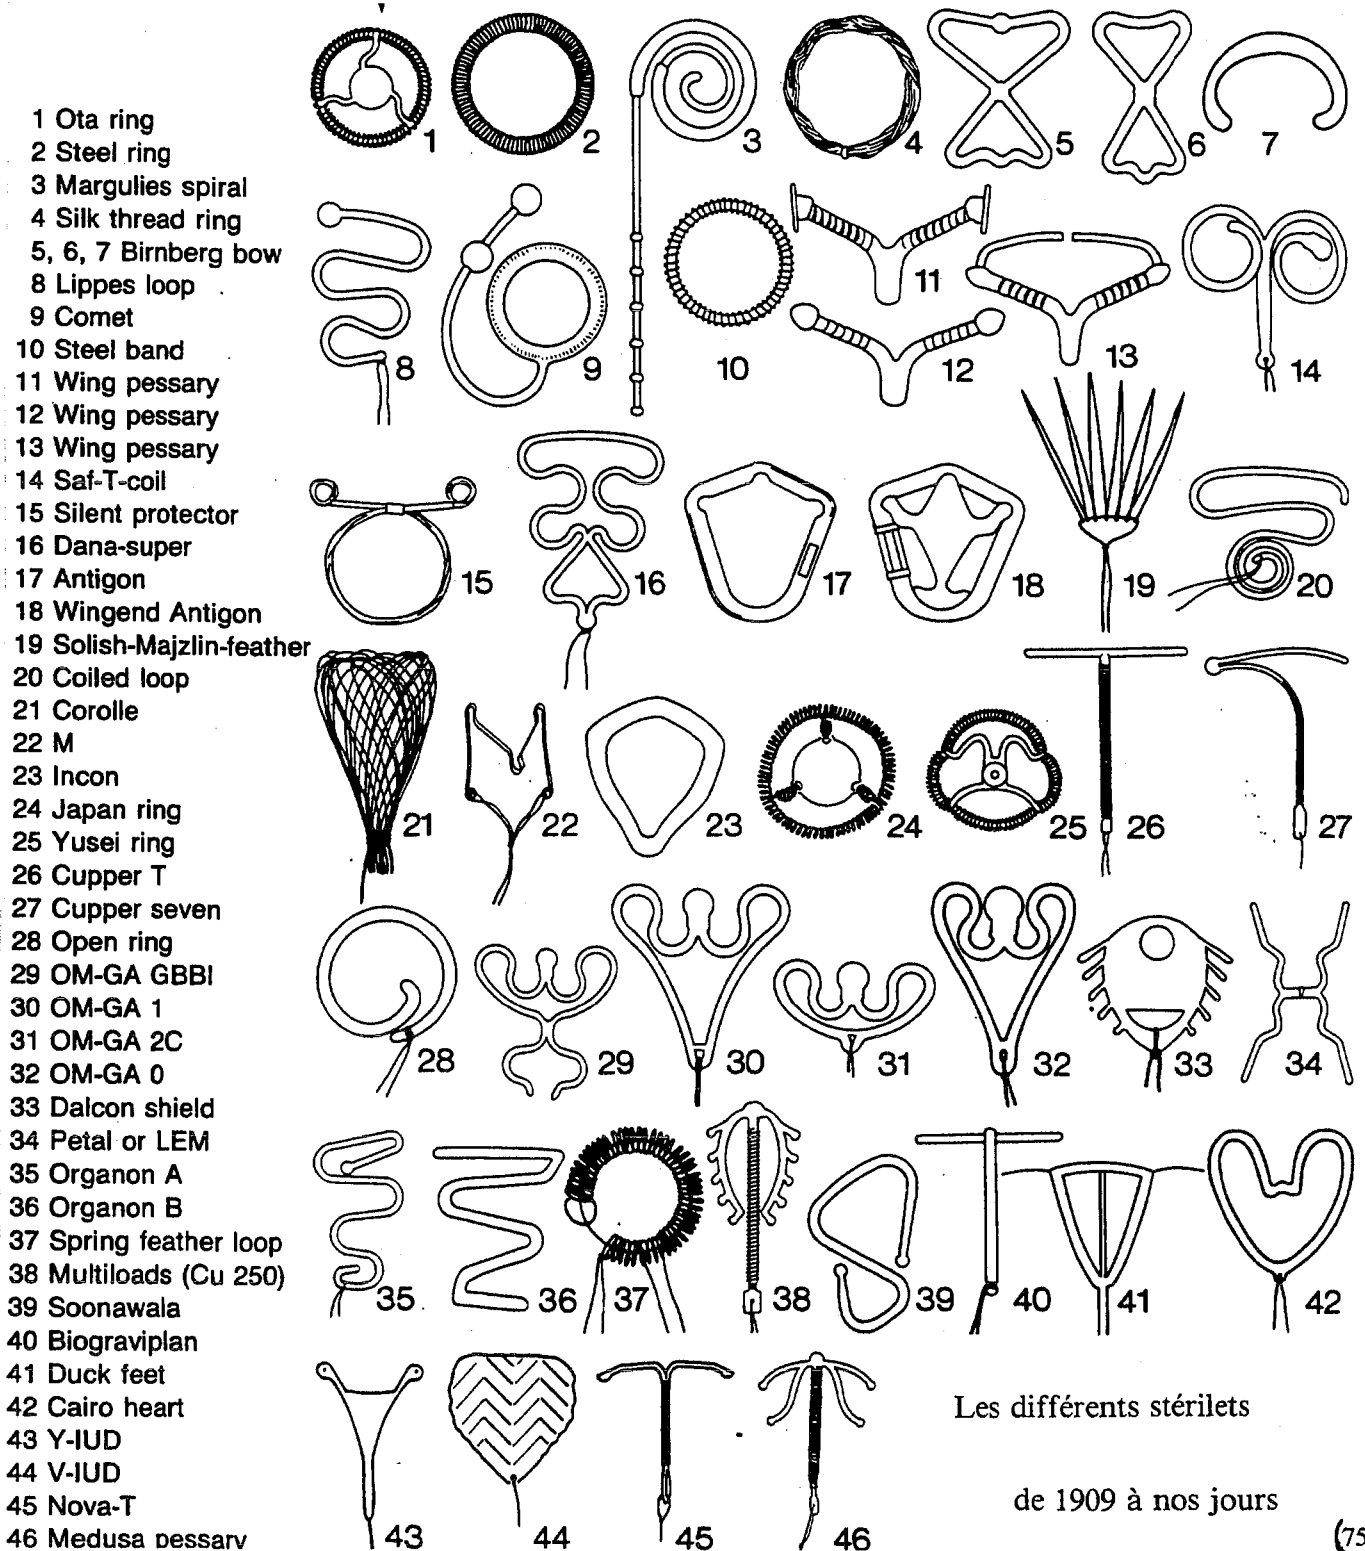 1 Ota ring
2 Steel ring
3 Margulies spiral
4 Silk thread ring
5, 6, 7 Birnberg bow
8 Lippes loop
9 Comet
10 Steel band
11 Wing pessary
12 Wing pessary
13 Wing pessary
14 Saf-T-coil
15 Silent protector
16 Dana-super
17 Antigon
18 Wingend Antigon
19 Solish-Majzlin-feather
20 Coiled loop
21 Corolle
22 M
23 Incon
24 Japan ring
25 Yusei ring
26 Cupper T
27 Cupper seven
28 Open ring
29 OM-GA GBBI
30 OM-GA 1
31 OM-GA 2C
32 OM-GA 0
33 Dalcon shield
34 Petal or LEM
35 Organon A
36 Organon B
37 Spring feather loop
38 Multiloads (Cu 250)
39 Soonawala
40 Biograviplan
41 Duck feet
42 Cairo heart
43 Y-IUD
44 V-IUD
45 Nova-T
46 Medusa pessary
1 2 3 4 5 6 7
8 9 10 11 12 13 14
15 16 17 18 19 20
21 22 23 24 25 26 27
28 29 30 31 32 33 34
35 36 37 38 39 40 41 42
43 44 45 46
Les différents stérilets
de 1909 à nos jours
(75